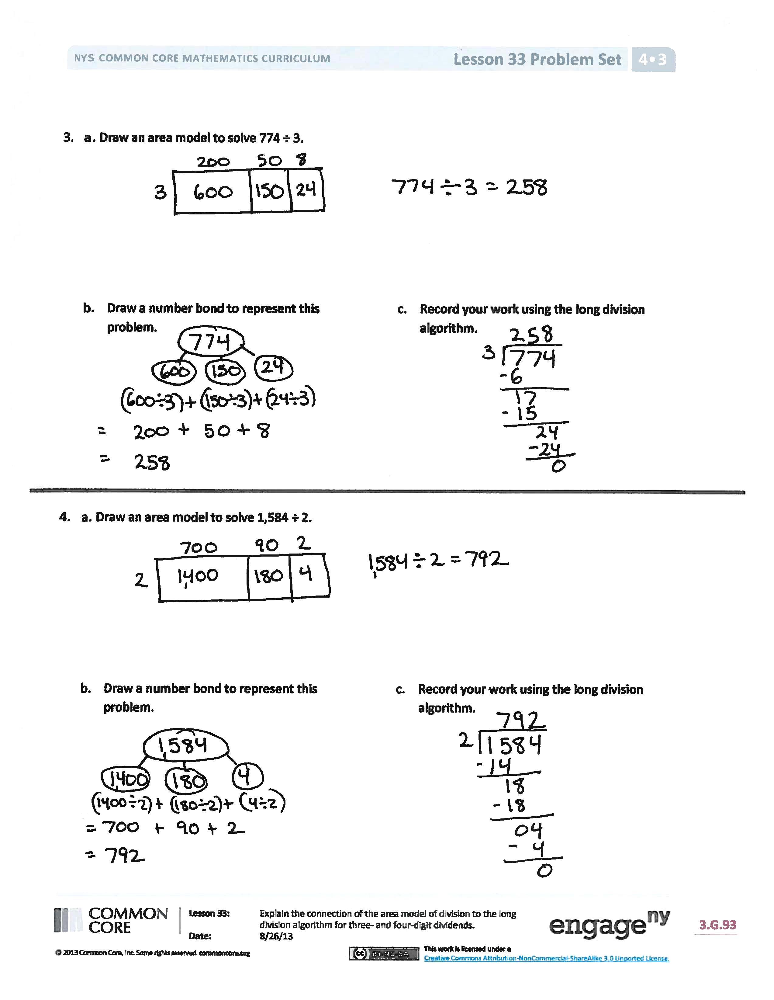 NYS COMMON CORE MATHEMATICS CURRICULUM
Lesson 33 Problem Set 4•3
3. a. Draw an area model to solve 774 ÷ 3.
200 50 8
3 600 150 24
774 ÷ 3 = 258
b. Draw a number bond to represent this
problem.
774
600 150 24
(600÷3)+(150÷3)+(24÷3)
= 200 + 50 + 8
= 258
c. Record your work using the long division
algorithm.
258
3 774
-6
17
- 15
24
-24
0
4. a. Draw an area model to solve 1,584 ÷ 2.
700 90 2
2 1,400 180 4
1,584 ÷ 2 = 792
b. Draw a number bond to represent this
problem.
1,584
1,400 180 4
(1400÷2)+(180÷2)+(4÷2)
= 700 + 90 + 2
= 792
c. Record your work using the long division
algorithm.
792
2 1584
-14
18
-18
04
- 4
0
COMMON
CORE
Lesson 33:
Explain the connection of the area model of division to the long
division algorithm for three- and four-digit dividends.
Date:
8/26/13
engage ny
3.G.93
© 2013 Common Core, Inc. Some rights reserved. commoncore.org
cc BY-NC-SA
This work is licensed under a
Creative Commons Attribution-NonCommercial-ShareAlike 3.0 Unported License.